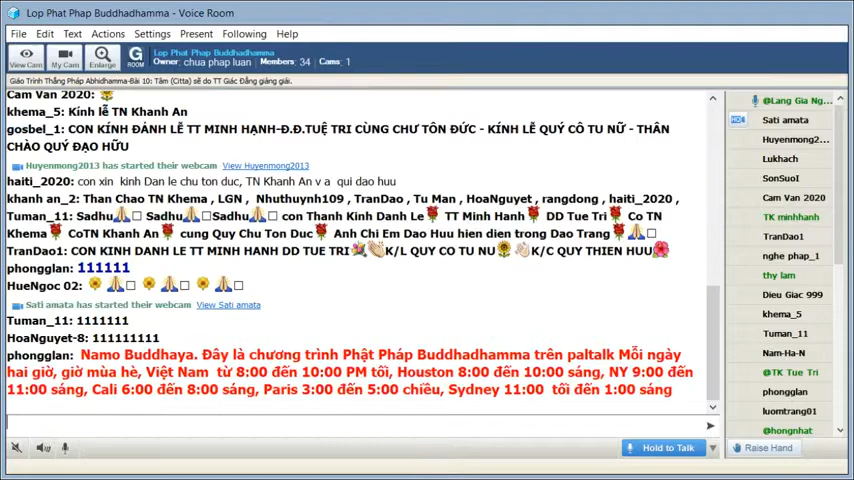 Lop Phat Phap Buddhadhamma - Voice Room
File Edit Text Actions Settings Present Following Help
View Cam My Cam Enlarge G ROOM
Lop Phat Phap Buddhadhamma
Owner: chua phap luan Members: 34 Cams: 1
Giáo Trình Thắng Pháp Abhidhamma-Bài 10: Tâm (Citta) sẽ do TT Giác Đẳng giảng giải.
Cam Van 2020:
khema_5: Kính lễ TN Khanh An
gosbel_1: CON KÍNH ĐẢNH LỄ TT MINH HẠNH-Đ.Đ.TUỆ TRI CÙNG CHƯ TÔN ĐỨC - KÍNH LỄ QUÝ CÔ TU NỮ - THÂN
CHÀO QUÝ ĐẠO HỮU
Huyenmong2013 has started their webcam View Huyenmong2013
haiti_2020: con xin kinh Dan le chu ton duc, TN Khanh An v a qui dao huu
khanh an_2: Than Chao TN Khema , LGN , Nhuthuynh109 , TranDao , Tu Man , HoaNguyet , rangdong , haiti_2020 ,
Tuman_11: Sadhu🙏□ Sadhu🙏□Sadhu🙏□ con Thanh Kinh Danh Le🌹 TT Minh Hanh🌹 DD Tue Tri🌹 Co TN
Khema🌹 CoTN Khanh An🌹 cung Quy Chu Ton Duc🌹 Anh Chi Em Dao Huu hien dien trong Dao Trang🌹🙏□
TranDao1: CON KINH DANH LE TT MINH HANH DD TUE TRI💐👏K/L QUY CO TU NU🌻👏K/C QUY THIEN HUU🌺
phongglan: 111111
HueNgoc 02: 🌼🙏□ 🌼🙏□ 🌼🙏□
Sati amata has started their webcam View Sati amata
Tuman_11: 1111111
HoaNguyet-8: 111111111
phongglan: Namo Buddhaya. Đây là chương trình Phật Pháp Buddhadhamma trên paltalk Mỗi ngày
hai giờ, giờ mùa hè, Việt Nam từ 8:00 đến 10:00 PM tối, Houston 8:00 đến 10:00 sáng, NY 9:00 đến
11:00 sáng, Cali 6:00 đến 8:00 sáng, Paris 3:00 đến 5:00 chiều, Sydney 11:00 tối đến 1:00 sáng
Hold to Talk
@Lang Gia Ng...
Sati amata
Huyenmong2...
Lukhach
SonSuoI
Cam Van 2020
TK minhhanh
TranDao1
nghe phap_1
thy lam
Dieu Giac 999
khema_5
Tuman_11
Nam-Ha-N
@TK Tue Tri
phongglan
luomtrang01
@hongnhat
Raise Hand